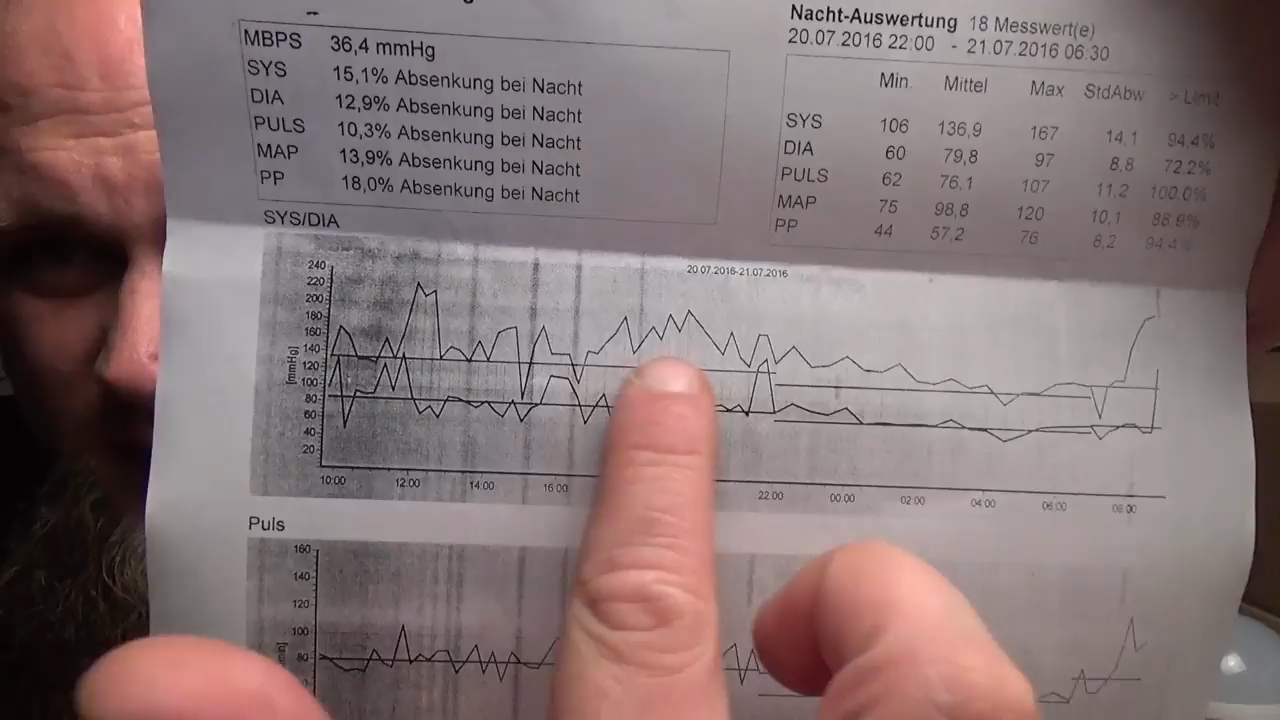 Nacht-Auswertung 18 Messwert(e)
20.07.2016 22:00 - 21.07.2016 06:30
MBPS 36,4 mmHg
SYS 15,1% Absenkung bei Nacht
DIA 12,9% Absenkung bei Nacht
PULS 10,3% Absenkung bei Nacht
MAP 13,9% Absenkung bei Nacht
PP 18,0% Absenkung bei Nacht
Min. Mittel Max StdAbw > Limit
SYS 106 136,9 167 14,1 94,4%
DIA 60 79,8 97 8,8 72,2%
PULS 62 76,1 107 11,2 100,0%
MAP 75 98,8 120 10,1 88,9%
PP 44 57,2 76 8,2 94,4%
SYS/DIA
20.07.2016-21.07.2016
[mmHg]
240
220
200
180
160
140
120
100
80
60
40
20
10:00 12:00 14:00 16:00 22:00 00:00 02:00 04:00 06:00 08:00
Puls
160
140
120
100
80